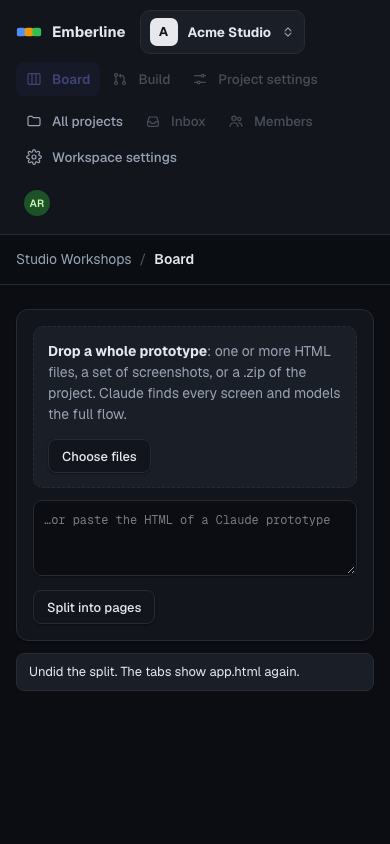 Emberline
A
Acme Studio
Board
Build
Project settings
All projects
Inbox
Members
Workspace settings
AR
Studio Workshops / Board
Drop a whole prototype: one or more HTML
files, a set of screenshots, or a .zip of the
project. Claude finds every screen and models
the full flow.
Choose files
…or paste the HTML of a Claude prototype
Split into pages
Undid the split. The tabs show app.html again.